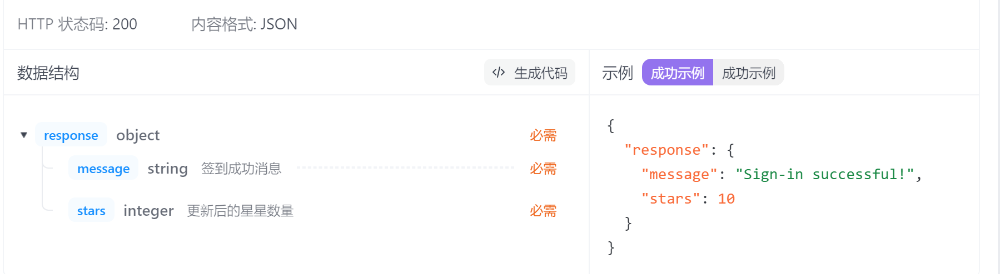 HTTP 状态码: 200 内容格式: JSON
数据结构 </> 生成代码 示例 成功示例 成功示例
▼ response object 必需
message string 签到成功消息 必需
stars integer 更新后的星星数量 必需
{
"response": {
"message": "Sign-in successful!",
"stars": 10
}
}